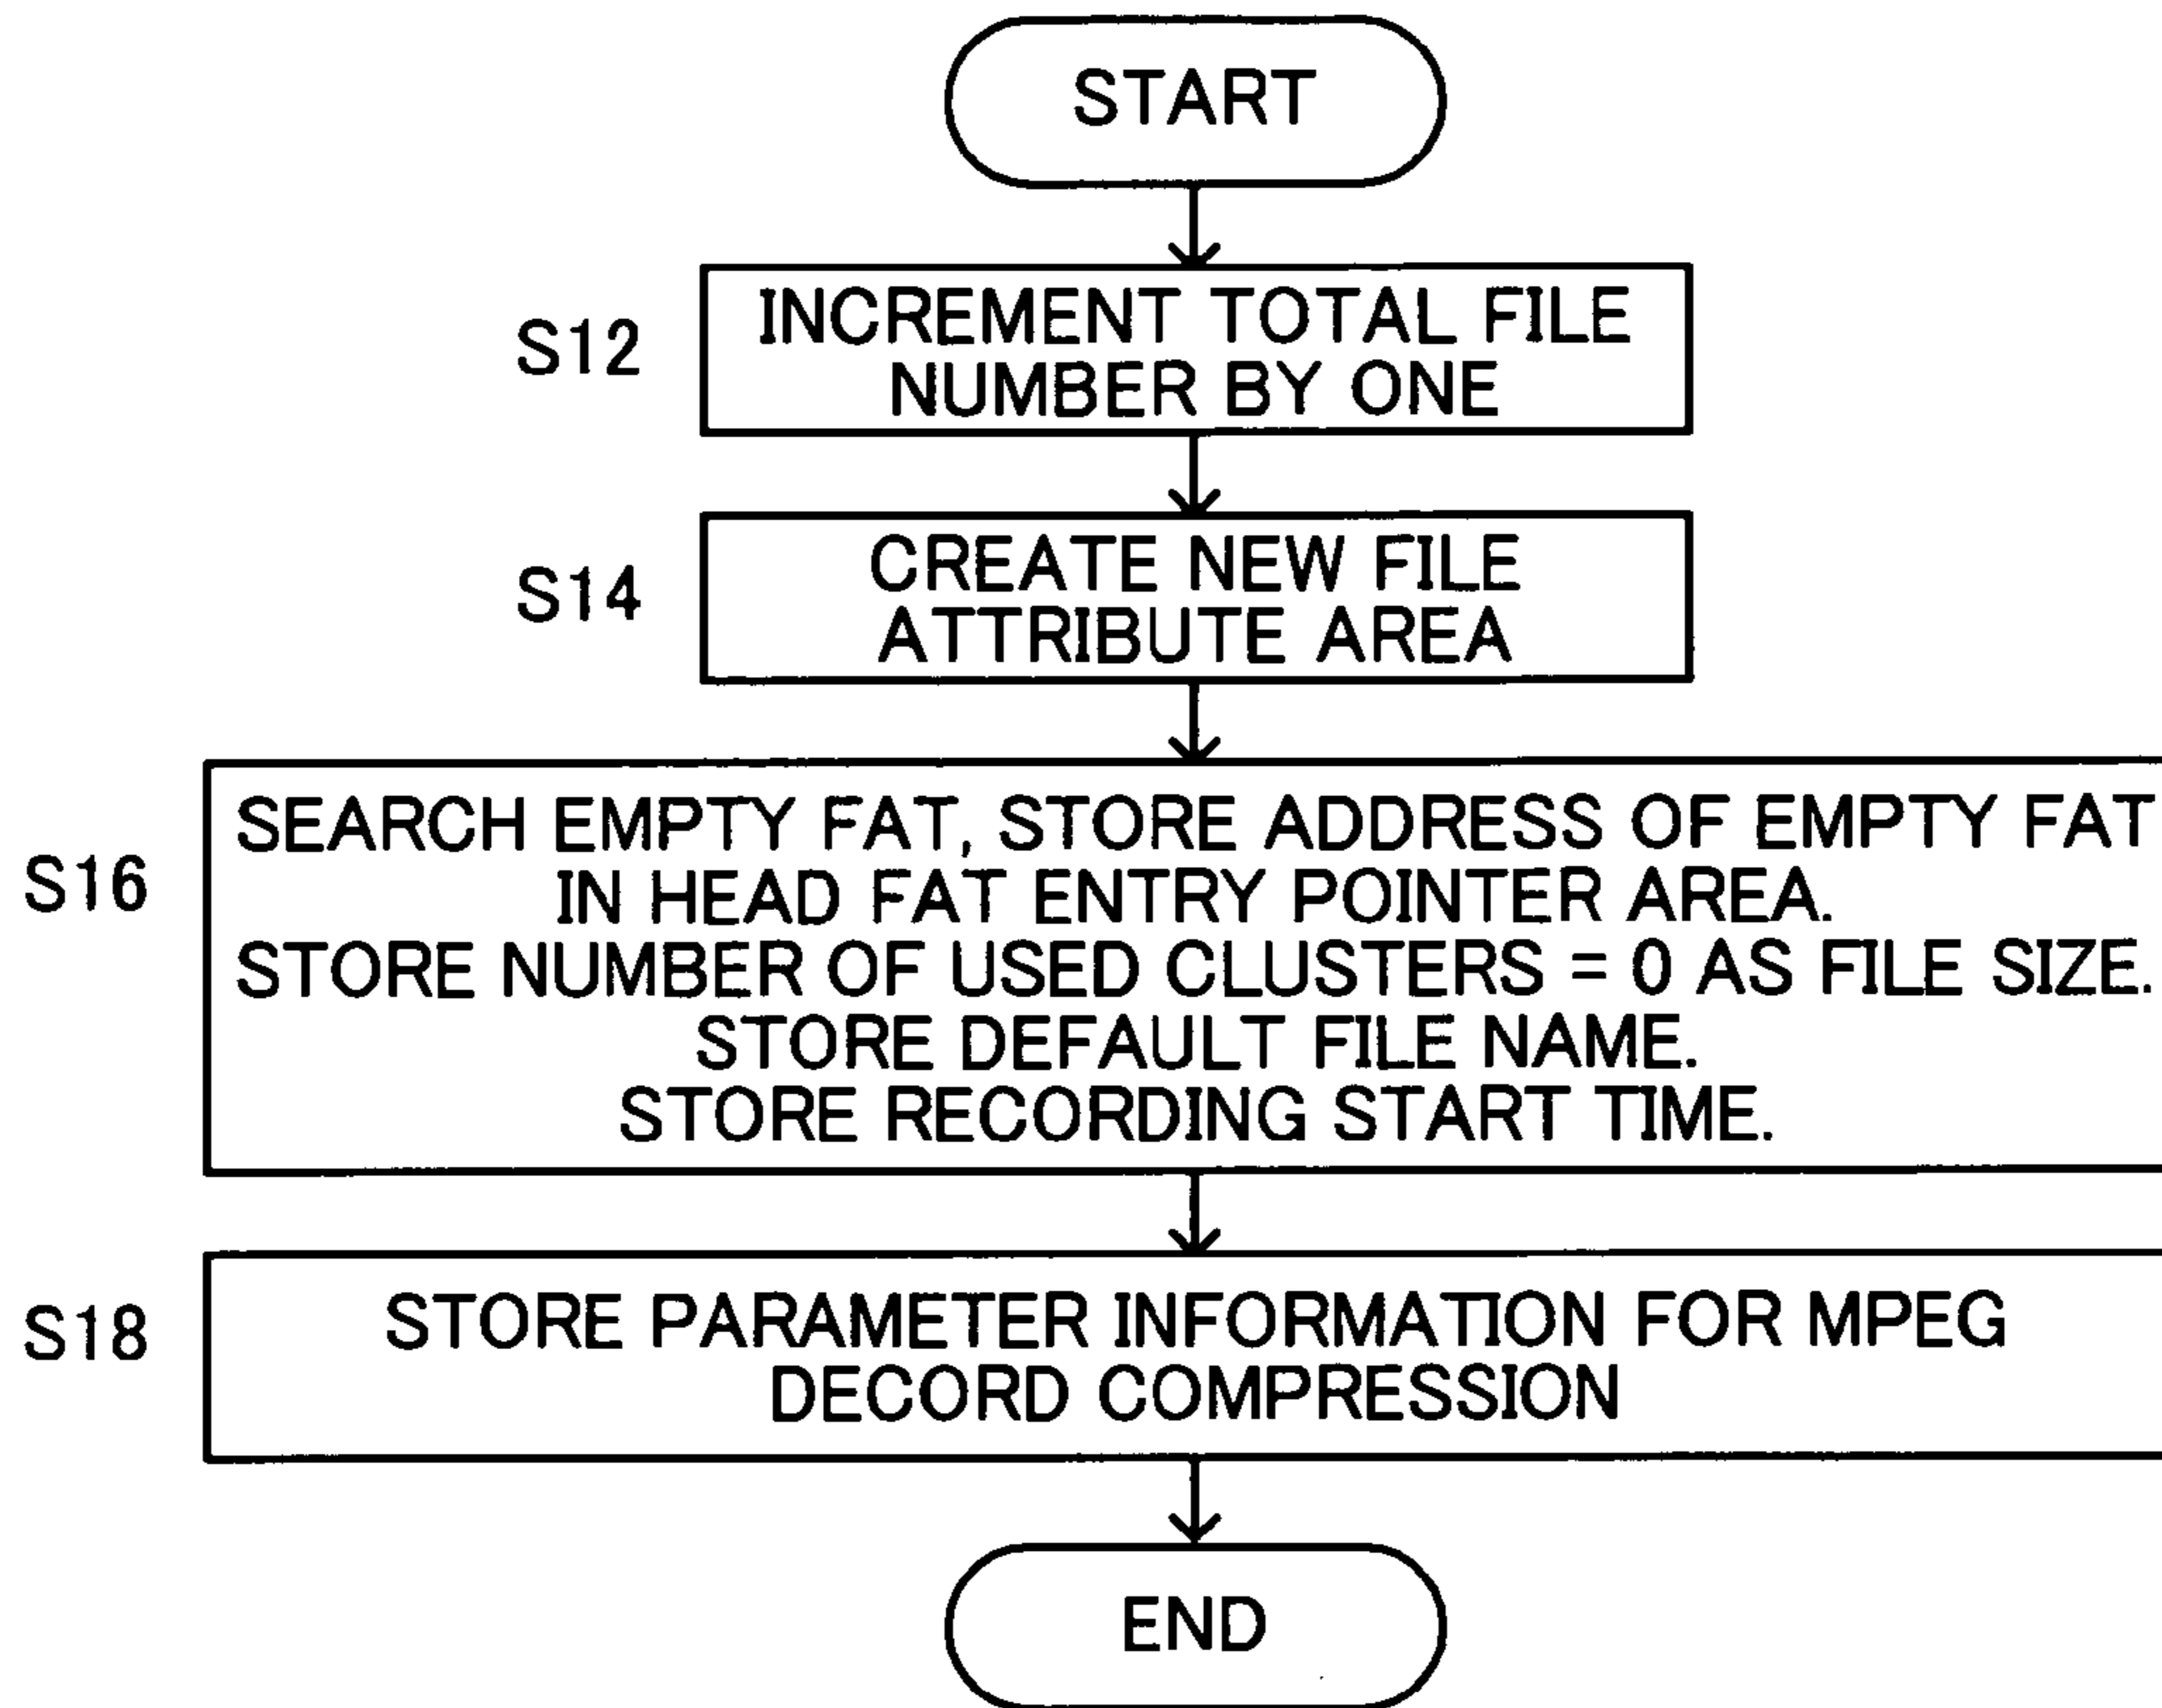 START
S12
INCREMENT TOTAL FILE
NUMBER BY ONE
S14
CREATE NEW FILE
ATTRIBUTE AREA
S16
SEARCH EMPTY FAT, STORE ADDRESS OF EMPTY FAT
IN HEAD FAT ENTRY POINTER AREA.
STORE NUMBER OF USED CLUSTERS = 0 AS FILE SIZE.
STORE DEFAULT FILE NAME.
STORE RECORDING START TIME.
S18
STORE PARAMETER INFORMATION FOR MPEG
DECORD COMPRESSION
END